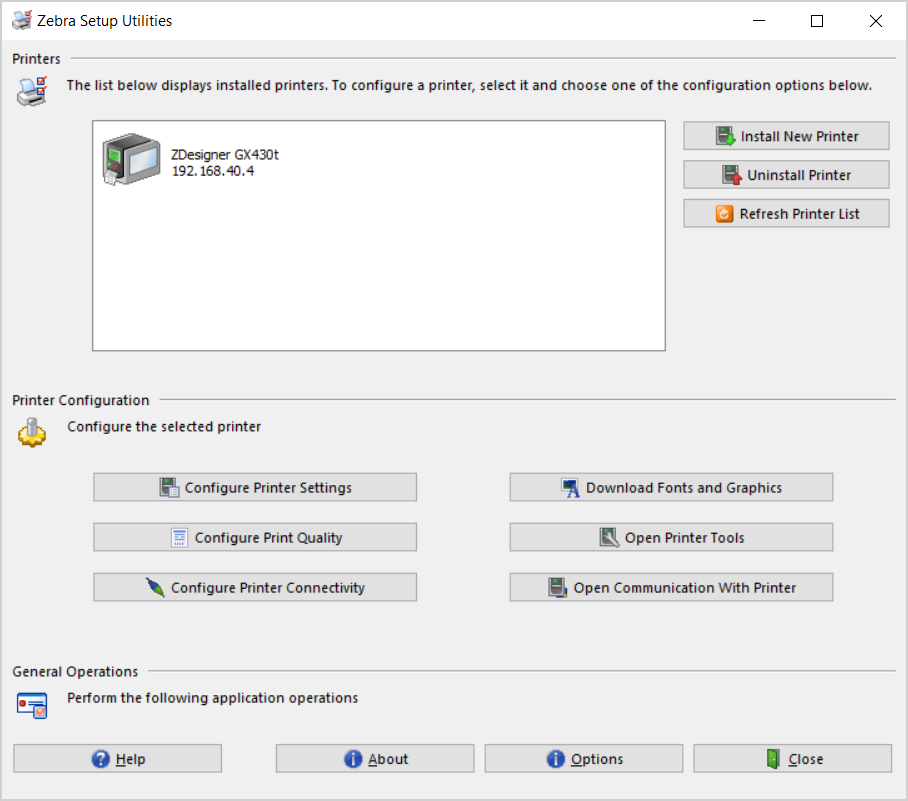 Zebra Setup Utilities
Printers
The list below displays installed printers. To configure a printer, select it and choose one of the configuration options below.
ZDesigner GX430t
192.168.40.4
Install New Printer
Uninstall Printer
Refresh Printer List
Printer Configuration
Configure the selected printer
Configure Printer Settings
Download Fonts and Graphics
Configure Print Quality
Open Printer Tools
Configure Printer Connectivity
Open Communication With Printer
General Operations
Perform the following application operations
Help
About
Options
Close